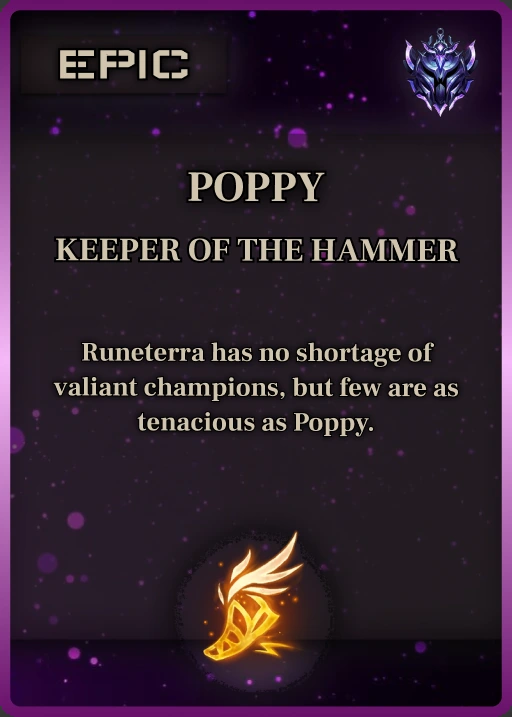 EPIC
POPPY
KEEPER OF THE HAMMER
Runeterra has no shortage of
valiant champions, but few are as
tenacious as Poppy.